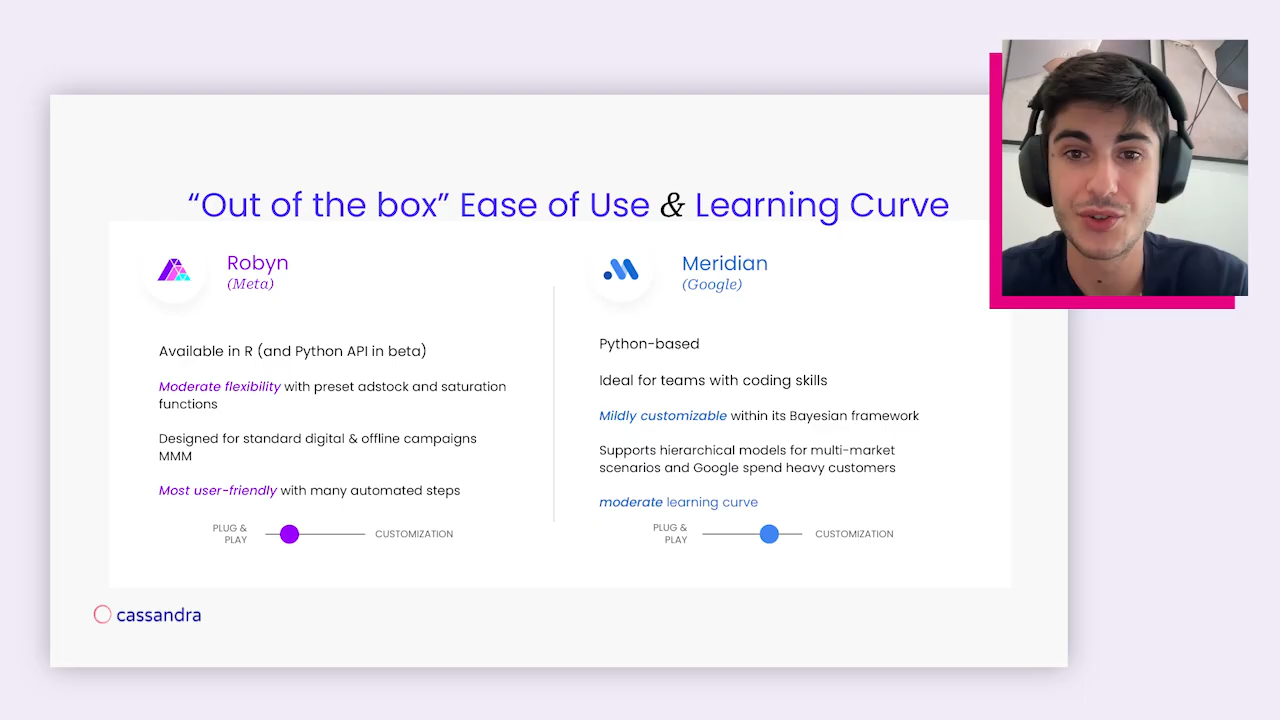 “Out of the box” Ease of Use & Learning Curve
Robyn
(Meta)
Available in R (and Python API in beta)
Moderate flexibility with preset adstock and saturation
functions
Designed for standard digital & offline campaigns
MMM
Most user-friendly with many automated steps
PLUG &
PLAY
CUSTOMIZATION
Meridian
(Google)
Python-based
Ideal for teams with coding skills
Mildly customizable within its Bayesian framework
Supports hierarchical models for multi-market
scenarios and Google spend heavy customers
moderate learning curve
PLUG &
PLAY
CUSTOMIZATION
cassandra